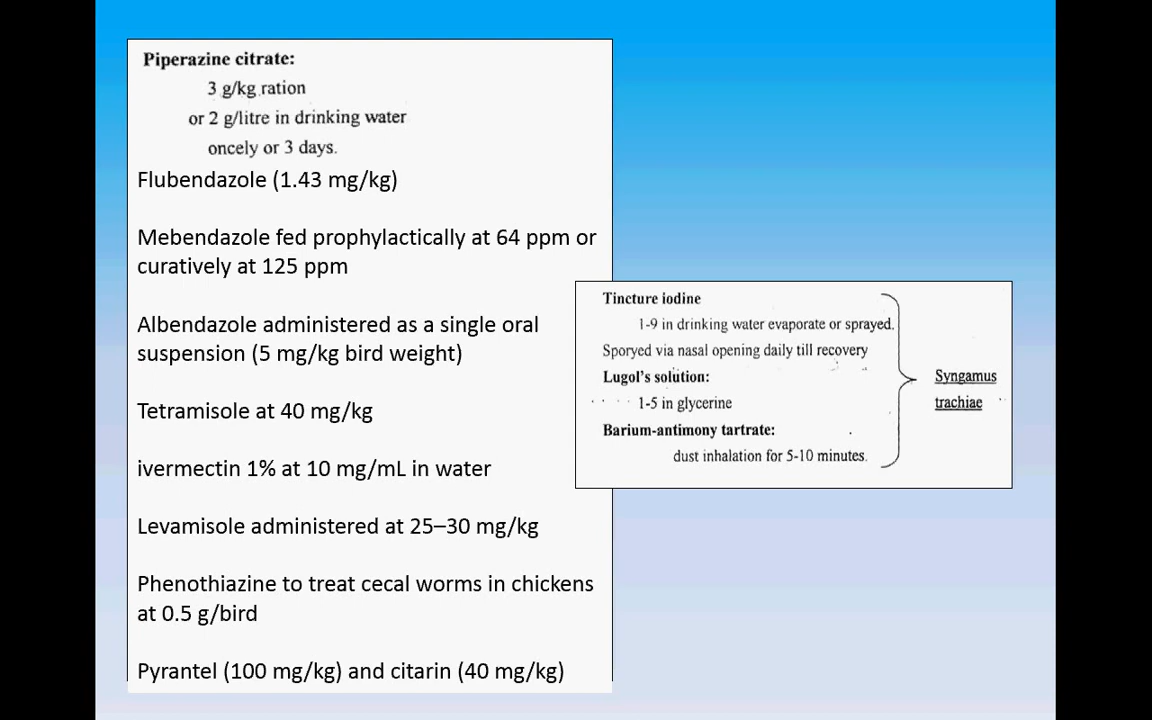 Piperazine citrate:
3 g/kg ration
or 2 g/litre in drinking water
oncely or 3 days.
Flubendazole (1.43 mg/kg)
Mebendazole fed prophylactically at 64 ppm or
curatively at 125 ppm
Albendazole administered as a single oral
suspension (5 mg/kg bird weight)
Tetramisole at 40 mg/kg
ivermectin 1% at 10 mg/mL in water
Levamisole administered at 25–30 mg/kg
Phenothiazine to treat cecal worms in chickens
at 0.5 g/bird
Pyrantel (100 mg/kg) and citarin (40 mg/kg)
Tincture iodine
1-9 in drinking water evaporate or sprayed.
Sporyed via nasal opening daily till recovery
Lugol's solution:
1-5 in glycerine
Barium-antimony tartrate:
dust inhalation for 5-10 minutes.
Syngamus
trachiae